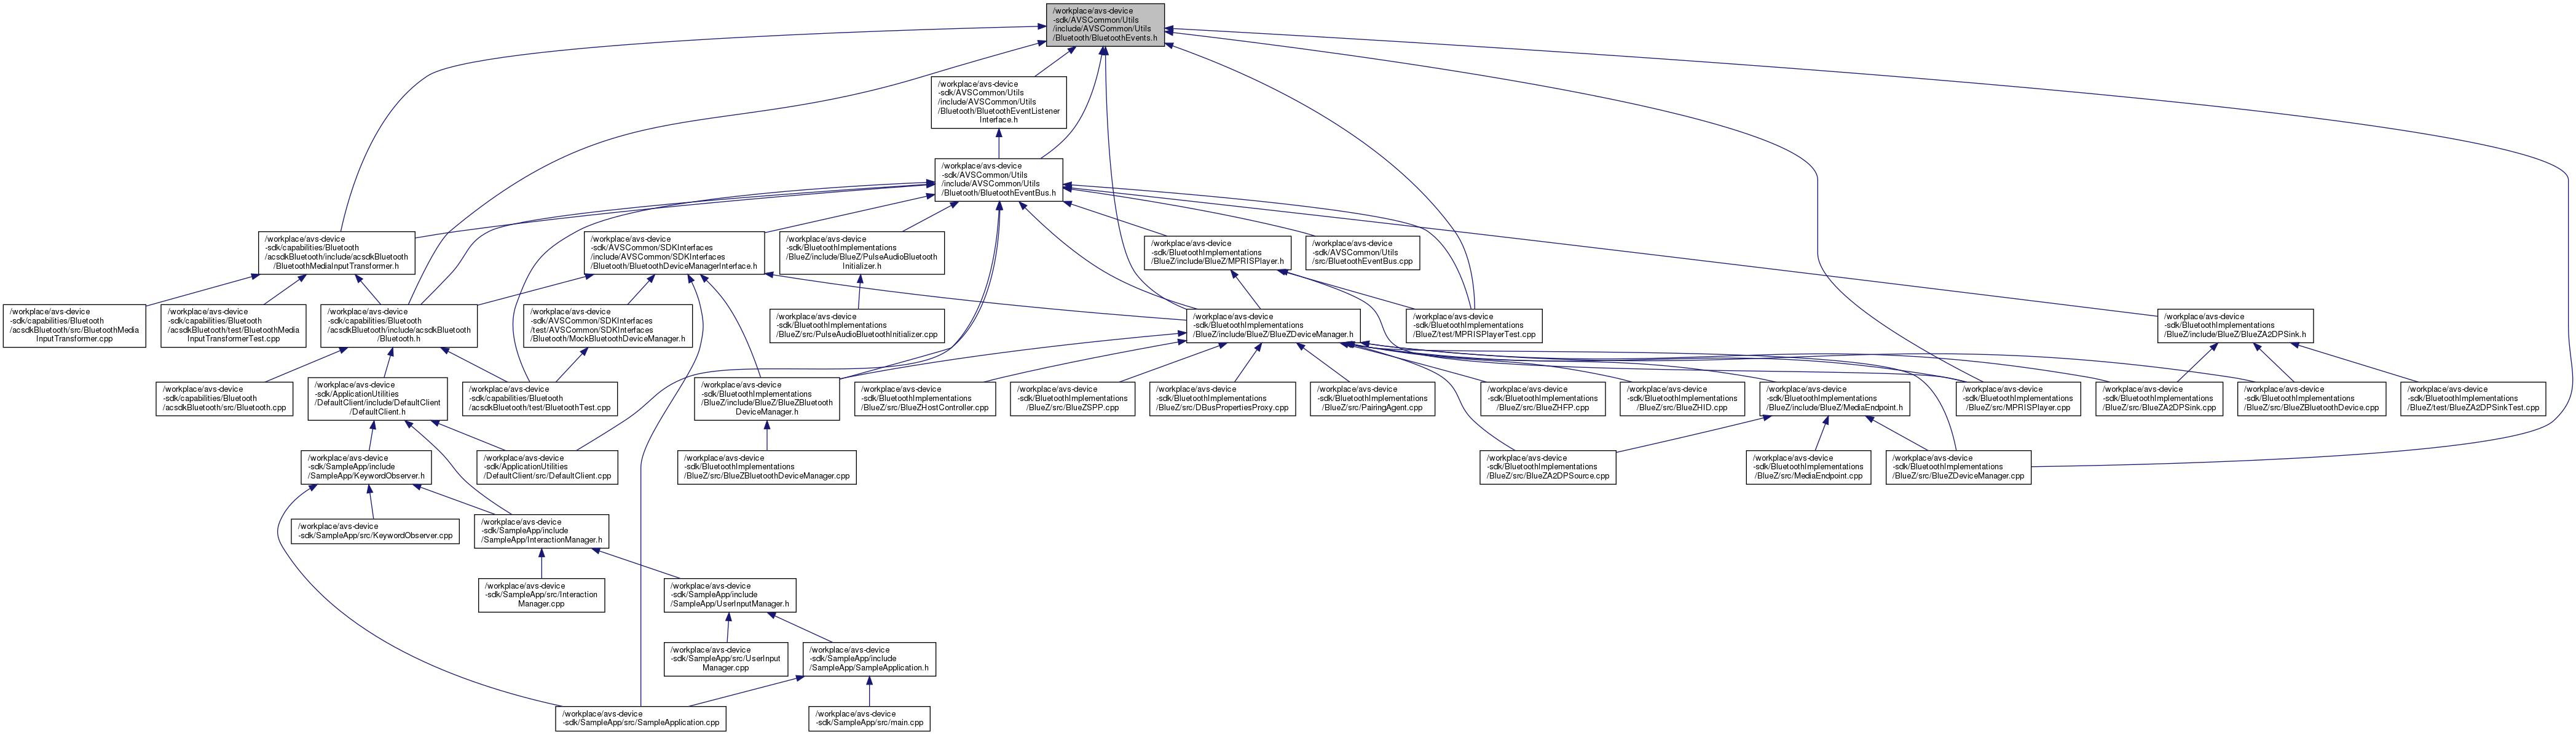 /workplace/avs-device
-sdk/AVSCommon/Utils
/include/AVSCommon/Utils
/Bluetooth/BluetoothEvents.h
/workplace/avs-device
-sdk/AVSCommon/Utils
/include/AVSCommon/Utils
/Bluetooth/BluetoothEventListener
Interface.h
/workplace/avs-device
-sdk/AVSCommon/Utils
/include/AVSCommon/Utils
/Bluetooth/BluetoothEventBus.h
/workplace/avs-device
-sdk/capabilities/Bluetooth
/acsdkBluetooth/include/acsdkBluetooth
/BluetoothMediaInputTransformer.h
/workplace/avs-device
-sdk/AVSCommon/SDKInterfaces
/include/AVSCommon/SDKInterfaces
/Bluetooth/BluetoothDeviceManagerInterface.h
/workplace/avs-device
-sdk/BluetoothImplementations
/BlueZ/include/BlueZ/PulseAudioBluetooth
Initializer.h
/workplace/avs-device
-sdk/BluetoothImplementations
/BlueZ/include/BlueZ/MPRISPlayer.h
/workplace/avs-device
-sdk/AVSCommon/Utils
/src/BluetoothEventBus.cpp
/workplace/avs-device
-sdk/capabilities/Bluetooth
/acsdkBluetooth/src/BluetoothMedia
InputTransformer.cpp
/workplace/avs-device
-sdk/capabilities/Bluetooth
/acsdkBluetooth/test/BluetoothMedia
InputTransformerTest.cpp
/workplace/avs-device
-sdk/capabilities/Bluetooth
/acsdkBluetooth/include/acsdkBluetooth
/Bluetooth.h
/workplace/avs-device
-sdk/AVSCommon/SDKInterfaces
/test/AVSCommon/SDKInterfaces
/Bluetooth/MockBluetoothDeviceManager.h
/workplace/avs-device
-sdk/BluetoothImplementations
/BlueZ/src/PulseAudioBluetoothInitializer.cpp
/workplace/avs-device
-sdk/BluetoothImplementations
/BlueZ/include/BlueZ/BlueZDeviceManager.h
/workplace/avs-device
-sdk/BluetoothImplementations
/BlueZ/test/MPRISPlayerTest.cpp
/workplace/avs-device
-sdk/BluetoothImplementations
/BlueZ/include/BlueZ/BlueZA2DPSink.h
/workplace/avs-device
-sdk/capabilities/Bluetooth
/acsdkBluetooth/src/Bluetooth.cpp
/workplace/avs-device
-sdk/ApplicationUtilities
/DefaultClient/include/DefaultClient
/DefaultClient.h
/workplace/avs-device
-sdk/capabilities/Bluetooth
/acsdkBluetooth/test/BluetoothTest.cpp
/workplace/avs-device
-sdk/BluetoothImplementations
/BlueZ/include/BlueZ/BlueZBluetooth
DeviceManager.h
/workplace/avs-device
-sdk/BluetoothImplementations
/BlueZ/src/BlueZHostController.cpp
/workplace/avs-device
-sdk/BluetoothImplementations
/BlueZ/src/BlueZSPP.cpp
/workplace/avs-device
-sdk/BluetoothImplementations
/BlueZ/src/DBusPropertiesProxy.cpp
/workplace/avs-device
-sdk/BluetoothImplementations
/BlueZ/src/PairingAgent.cpp
/workplace/avs-device
-sdk/BluetoothImplementations
/BlueZ/src/BlueZHFP.cpp
/workplace/avs-device
-sdk/BluetoothImplementations
/BlueZ/src/BlueZHID.cpp
/workplace/avs-device
-sdk/BluetoothImplementations
/BlueZ/include/BlueZ/MediaEndpoint.h
/workplace/avs-device
-sdk/BluetoothImplementations
/BlueZ/src/MPRISPlayer.cpp
/workplace/avs-device
-sdk/BluetoothImplementations
/BlueZ/src/BlueZA2DPSink.cpp
/workplace/avs-device
-sdk/BluetoothImplementations
/BlueZ/src/BlueZBluetoothDevice.cpp
/workplace/avs-device
-sdk/BluetoothImplementations
/BlueZ/test/BlueZA2DPSinkTest.cpp
/workplace/avs-device
-sdk/SampleApp/include
/SampleApp/KeywordObserver.h
/workplace/avs-device
-sdk/ApplicationUtilities
/DefaultClient/src/DefaultClient.cpp
/workplace/avs-device
-sdk/BluetoothImplementations
/BlueZ/src/BlueZBluetoothDeviceManager.cpp
/workplace/avs-device
-sdk/BluetoothImplementations
/BlueZ/src/BlueZA2DPSource.cpp
/workplace/avs-device
-sdk/BluetoothImplementations
/BlueZ/src/MediaEndpoint.cpp
/workplace/avs-device
-sdk/BluetoothImplementations
/BlueZ/src/BlueZDeviceManager.cpp
/workplace/avs-device
-sdk/SampleApp/src/KeywordObserver.cpp
/workplace/avs-device
-sdk/SampleApp/include
/SampleApp/InteractionManager.h
/workplace/avs-device
-sdk/SampleApp/src/Interaction
Manager.cpp
/workplace/avs-device
-sdk/SampleApp/include
/SampleApp/UserInputManager.h
/workplace/avs-device
-sdk/SampleApp/src/UserInput
Manager.cpp
/workplace/avs-device
-sdk/SampleApp/include
/SampleApp/SampleApplication.h
/workplace/avs-device
-sdk/SampleApp/src/SampleApplication.cpp
/workplace/avs-device
-sdk/SampleApp/src/main.cpp